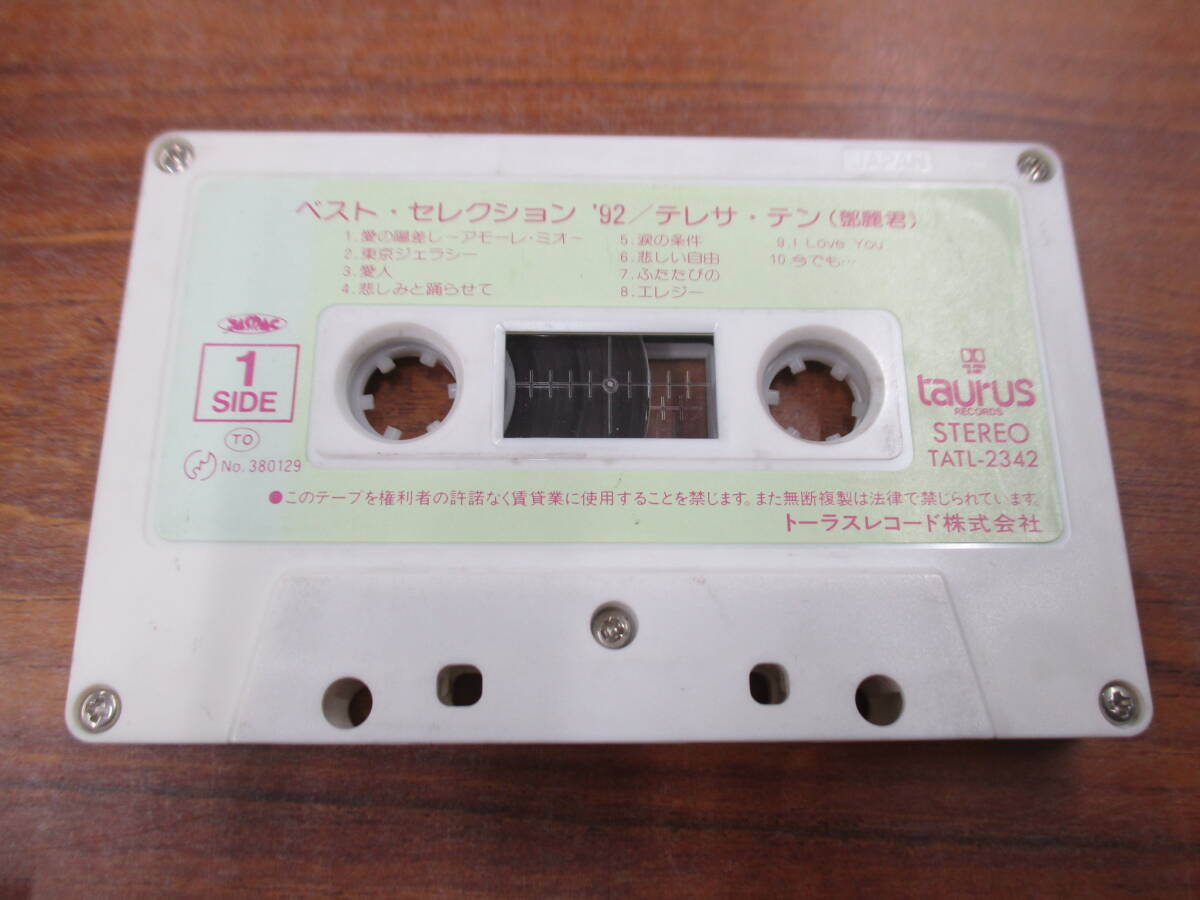 JAPAN
ベスト・セレクション '92/テレサ・テン(鄧麗君)
1.愛の陽差し〜アモーレ・ミオ〜
2.東京ジェラシー
3.愛人
4.悲しみと踊らせて
5.涙の条件
6.悲しい自由
7.ふたたびの
8.エレジー
9.I Love You
10.今でも…
1
SIDE
TO
No. 380129
taurus
RECORDS
STEREO
TATL-2342
●このテープを権利者の許諾なく賃貸業に使用することを禁じます。また無断複製は法律で禁じられています。
トーラスレコード株式会社